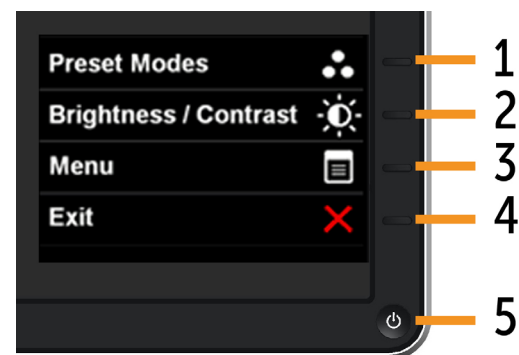 Preset Modes 1
Brightness / Contrast 2
Menu 3
Exit 4
5